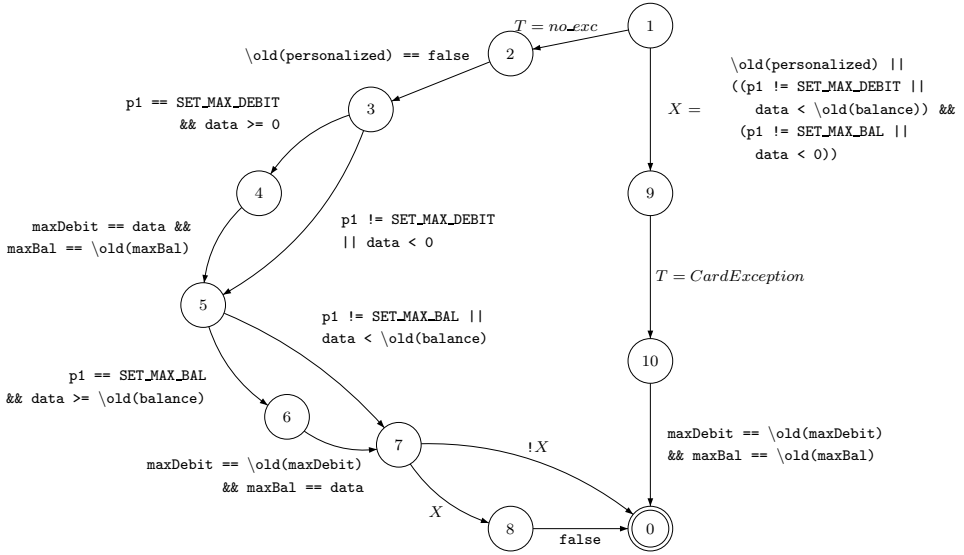 1
T = no_exc
2
\old(personalized) == false
\old(personalized) ||
((p1 != SET_MAX_DEBIT ||
data < \old(balance)) &&
(p1 != SET_MAX_BAL ||
data < 0))
X =
3
p1 == SET_MAX_DEBIT
&& data >= 0
4
9
p1 != SET_MAX_DEBIT
|| data < 0
maxDebit == data &&
maxBal == \old(maxBal)
T = CardException
5
p1 != SET_MAX_BAL ||
data < \old(balance)
10
p1 == SET_MAX_BAL
&& data >= \old(balance)
6
7
!X
maxDebit == \old(maxDebit)
&& maxBal == \old(maxBal)
maxDebit == \old(maxDebit)
&& maxBal == data
X
8
false
0